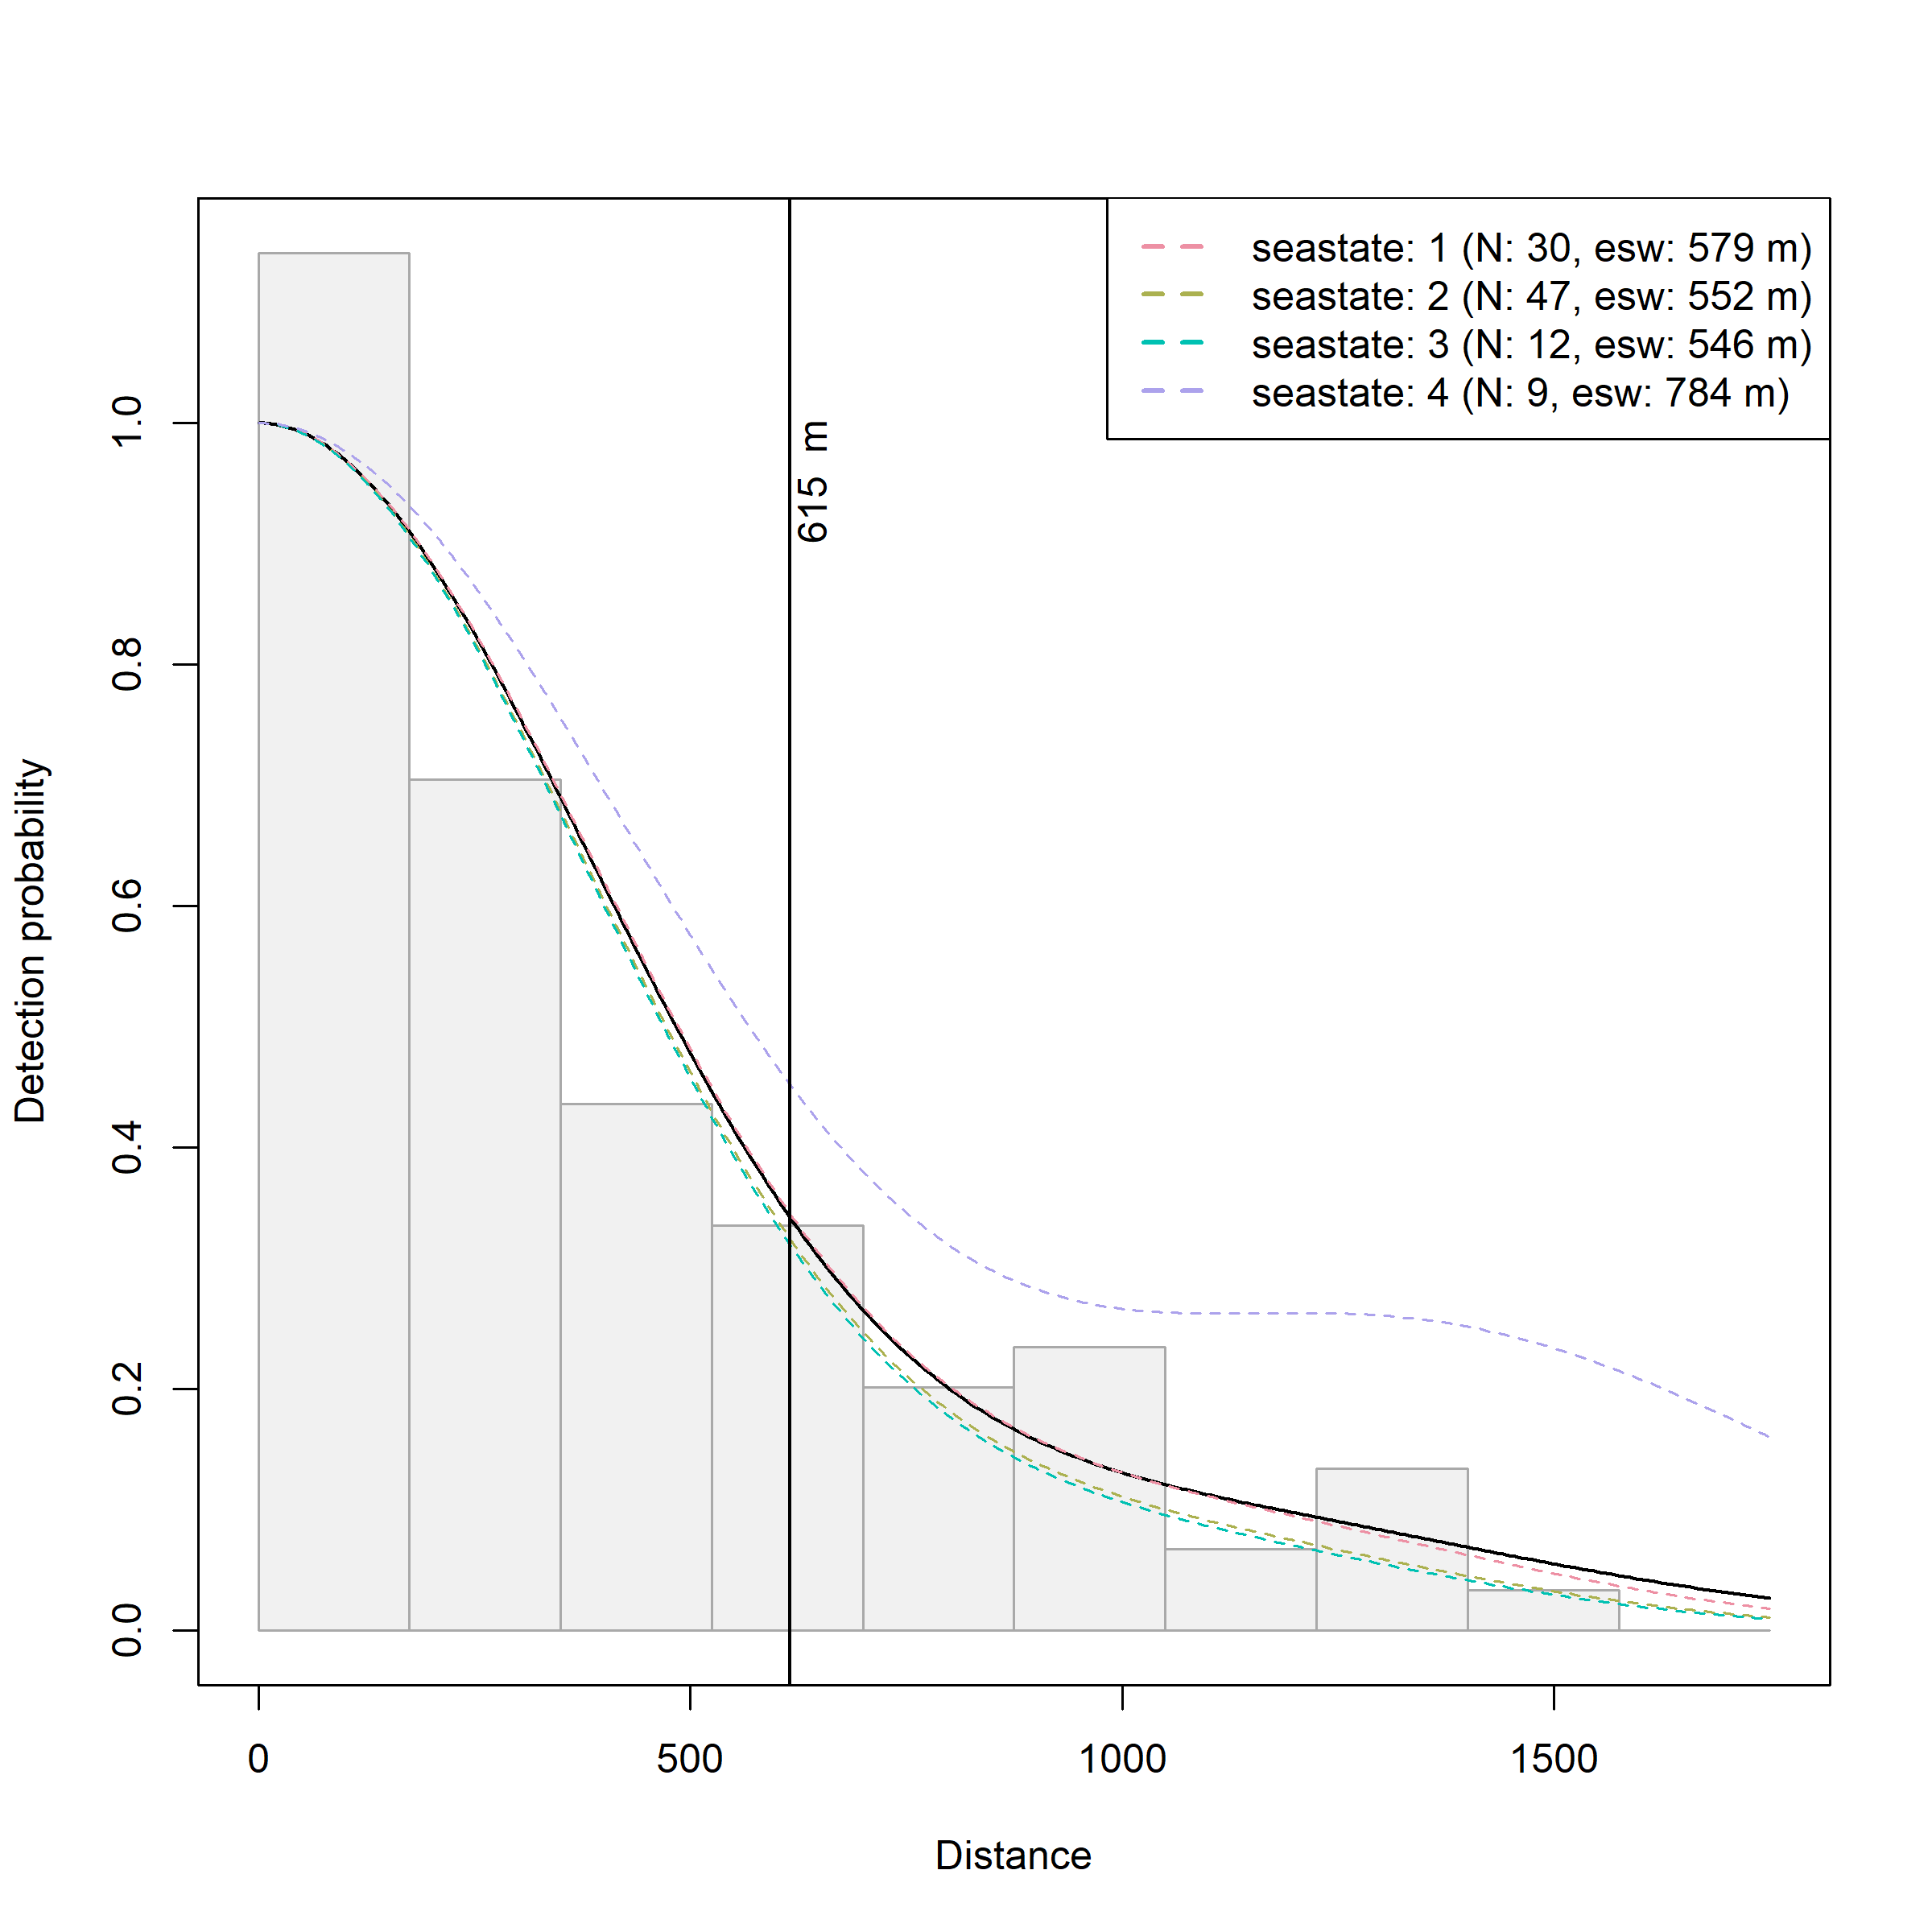 seastate: 1 (N: 30, esw: 579 m)
seastate: 2 (N: 47, esw: 552 m)
seastate: 3 (N: 12, esw: 546 m)
seastate: 4 (N: 9, esw: 784 m)
615 m
Detection probability
1.0
0.8
0.6
0.4
0.2
0.0
0 500 1000 1500
Distance